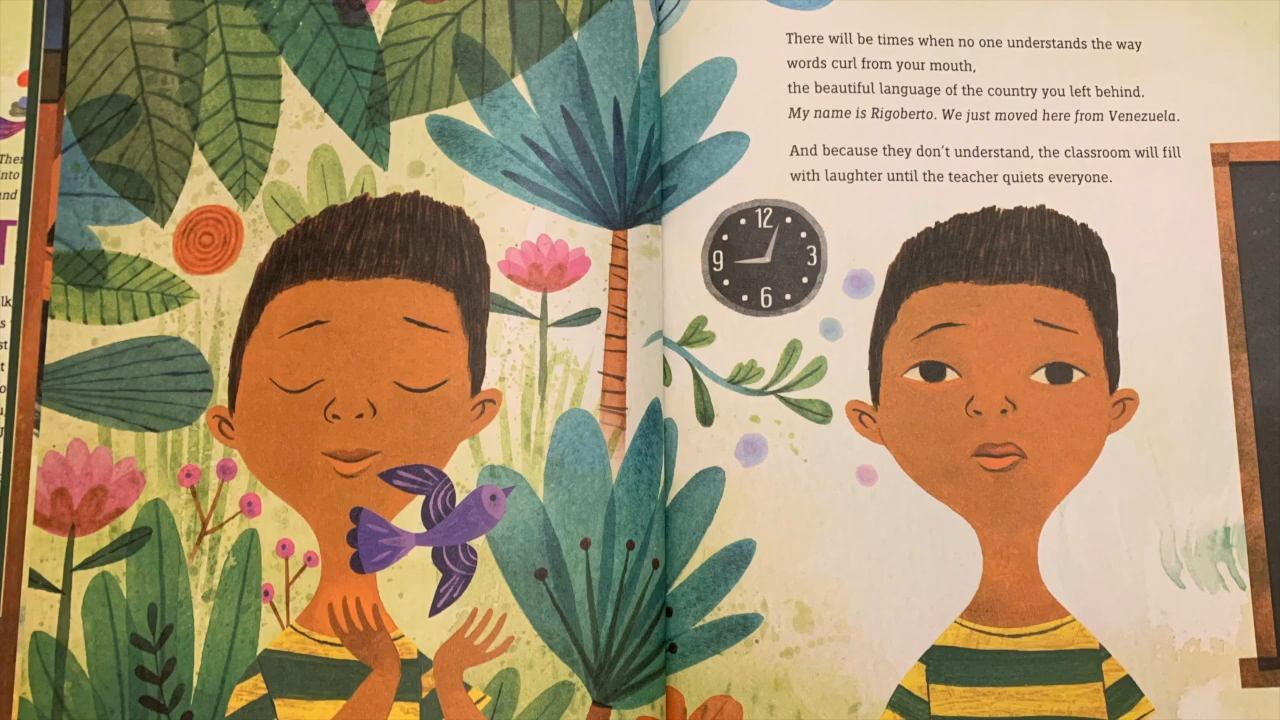 There will be times when no one understands the way
words curl from your mouth,
the beautiful language of the country you left behind.
My name is Rigoberto. We just moved here from Venezuela.
And because they don't understand, the classroom will fill
with laughter until the teacher quiets everyone.
12
9
3
6